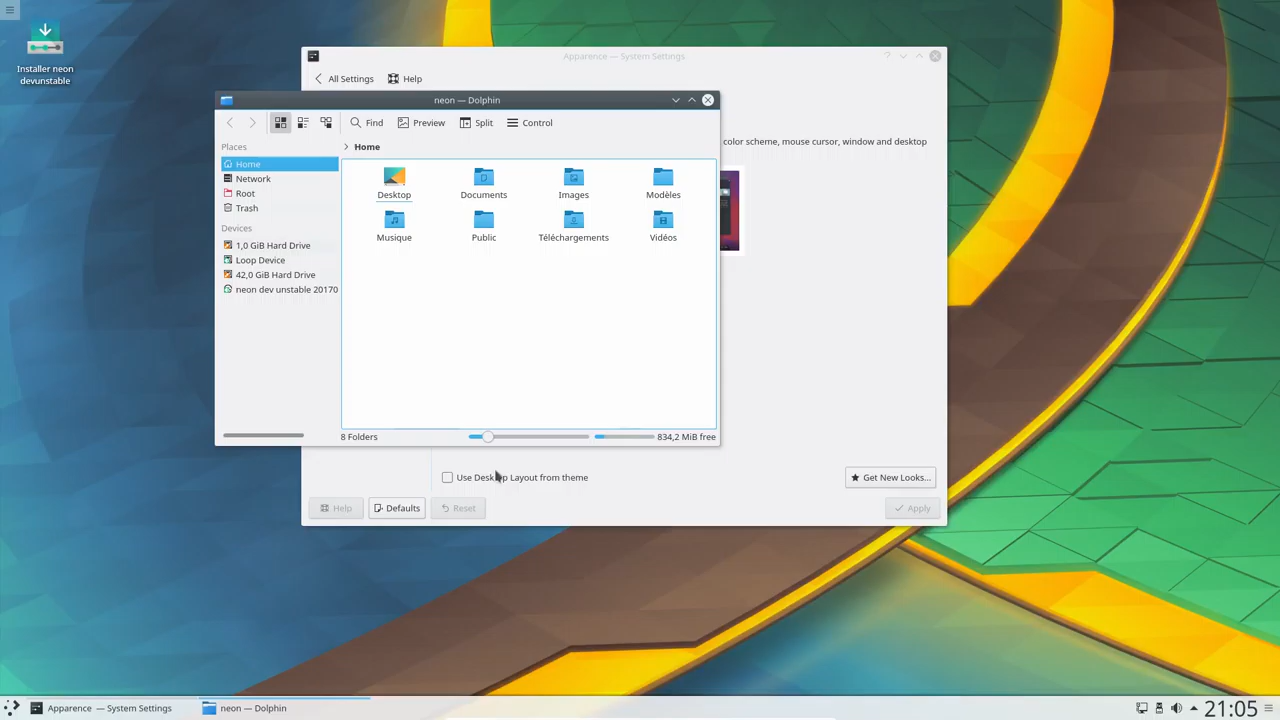 Installer neon
devunstable
Apparence — System Settings
All Settings
Help
neon — Dolphin
Find
Preview
Split
Control
color scheme, mouse cursor, window and desktop
Places
Home
Network
Root
Trash
Devices
1,0 GiB Hard Drive
Loop Device
42,0 GiB Hard Drive
neon dev unstable 20170
Home
Desktop
Documents
Images
Modèles
Musique
Public
Téléchargements
Vidéos
8 Folders
834,2 MiB free
Use Desktop Layout from theme
Get New Looks...
Help
Defaults
Reset
Apply
Apparence — System Settings
neon — Dolphin
21:05